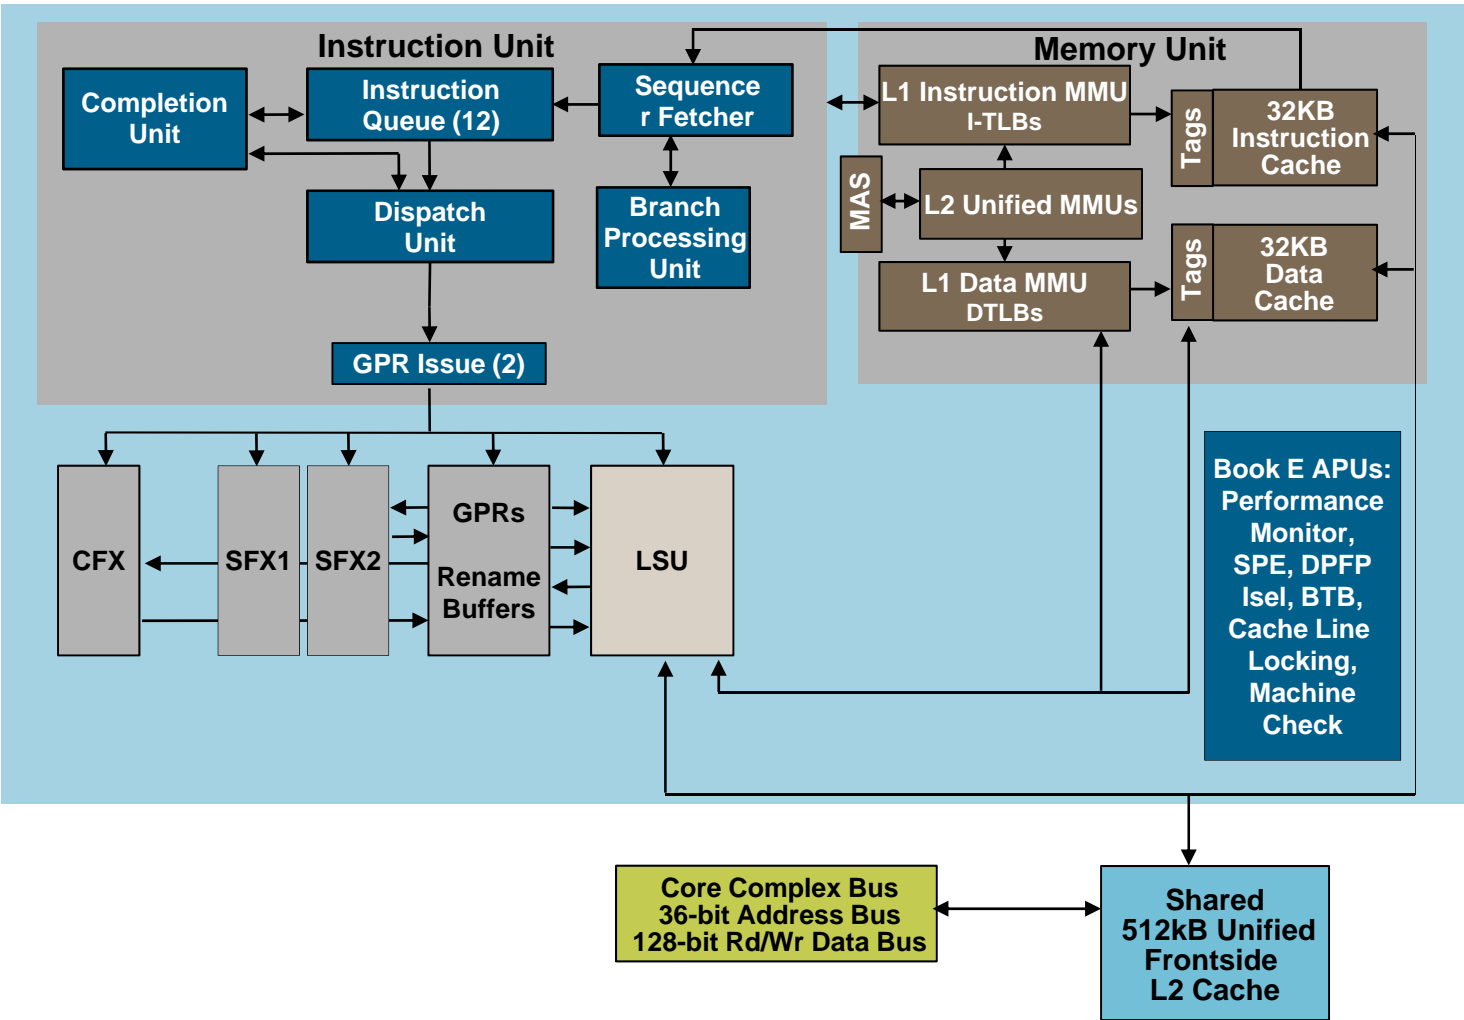 Instruction Unit
Completion
Unit
Instruction
Queue (12)
Sequence
r Fetcher
Dispatch
Unit
Branch
Processing
Unit
GPR Issue (2)
Memory Unit
L1 Instruction MMU
I-TLBs
Tags
32KB
Instruction
Cache
MAS
L2 Unified MMUs
L1 Data MMU
DTLBs
Tags
32KB
Data
Cache
CFX
SFX1
SFX2
GPRs
Rename
Buffers
LSU
Book E APUs:
Performance
Monitor,
SPE, DPFP
Isel, BTB,
Cache Line
Locking,
Machine
Check
Core Complex Bus
36-bit Address Bus
128-bit Rd/Wr Data Bus
Shared
512kB Unified
Frontside
L2 Cache